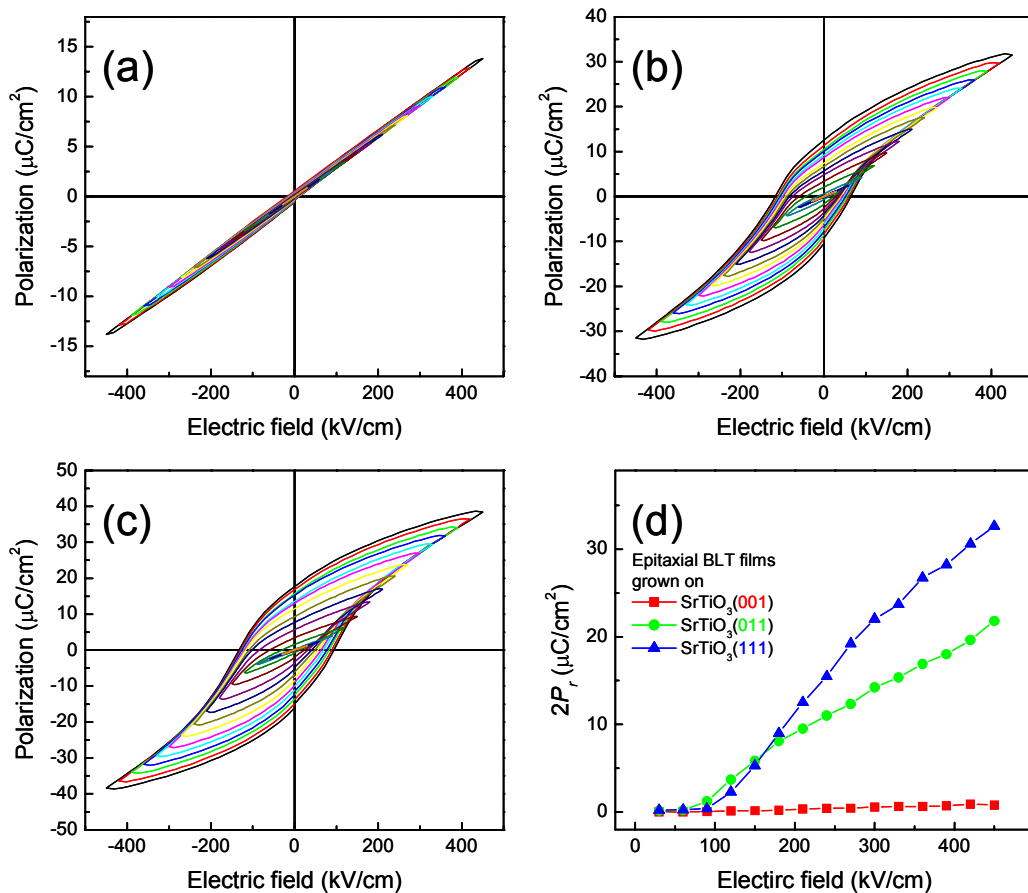 (a)
Polarization (μC/cm²)
15
10
5
0
-5
-10
-15
-400 -200 0 200 400
Electric field (kV/cm)
(b)
Polarization (μC/cm²)
40
30
20
10
0
-10
-20
-30
-40
-400 -200 0 200 400
Electric field (kV/cm)
(c)
Polarization (μC/cm²)
50
40
30
20
10
0
-10
-20
-30
-40
-50
-400 -200 0 200 400
Electric field (kV/cm)
(d)
2Pr (μC/cm²)
30
20
10
0
Epitaxial BLT films
grown on
SrTiO3(001)
SrTiO3(011)
SrTiO3(111)
0 100 200 300 400 500
Electirc field (kV/cm)